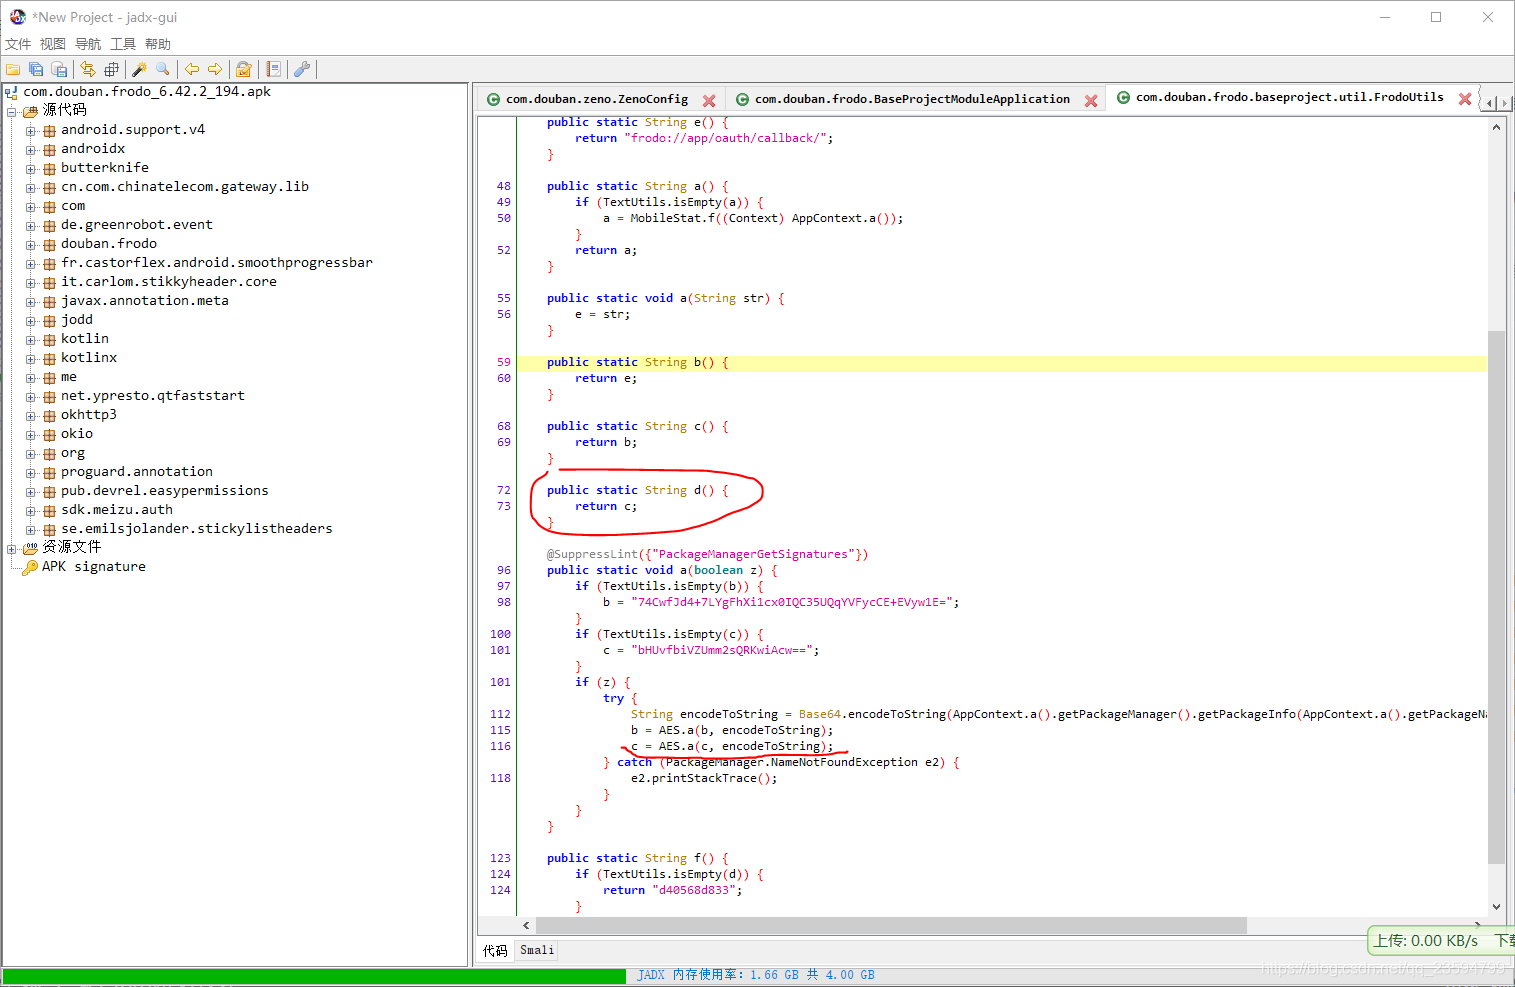 *New Project - jadx-gui
文件 视图 导航 工具 帮助
com.douban.frodo_6.42.2_194.apk
源代码
android.support.v4
androidx
butterknife
cn.com.chinatelecom.gateway.lib
com
de.greenrobot.event
douban.frodo
fr.castorflex.android.smoothprogressbar
it.carlom.stikkyheader.core
javax.annotation.meta
jodd
kotlin
kotlinx
me
net.ypresto.qtfaststart
okhttp3
okio
org
proguard.annotation
pub.devrel.easypermissions
sdk.meizu.auth
se.emilsjolander.stickylistheaders
资源文件
APK signature
com.douban.zeno.ZenoConfig com.douban.frodo.BaseProjectModuleApplication com.douban.frodo.baseproject.util.FrodoUtils
public static String e() {
return "frodo://app/oauth/callback/";
}
48 public static String a() {
49 if (TextUtils.isEmpty(a)) {
50 a = MobileStat.f((Context) AppContext.a());
}
52 return a;
}
55 public static void a(String str) {
56 e = str;
}
59 public static String b() {
60 return e;
}
68 public static String c() {
69 return b;
}
72 public static String d() {
73 return c;
}
@SuppressLint({"PackageManagerGetSignatures"})
96 public static void a(boolean z) {
97 if (TextUtils.isEmpty(b)) {
98 b = "74CwfJd4+7LYgFhXi1cx0IQC35UQqYVFycCE+EVyw1E=";
}
100 if (TextUtils.isEmpty(c)) {
101 c = "bHUvfbiVZUmm2sQRKwiAcw==";
}
101 if (z) {
try {
112 String encodeToString = Base64.encodeToString(AppContext.a().getPackageManager().getPackageInfo(AppContext.a().getPackageNa
115 b = AES.a(b, encodeToString);
116 c = AES.a(c, encodeToString);
} catch (PackageManager.NameNotFoundException e2) {
118 e2.printStackTrace();
}
}
}
123 public static String f() {
124 if (TextUtils.isEmpty(d)) {
124 return "d40568d833";
}
代码 Smali
上传: 0.00 KB/s 下载
JADX 内存使用率: 1.66 GB 共 4.00 GB
https://blog.csdn.net/qq_23594799